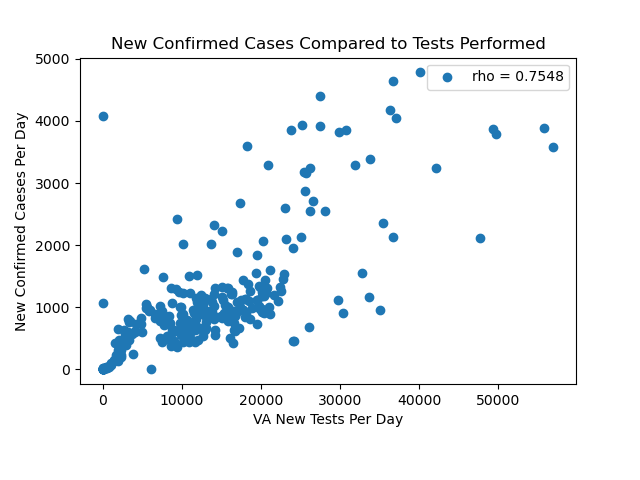 New Confirmed Cases Compared to Tests Performed
rho = 0.7548
5000
4000
3000
2000
1000
0
New Confirmed Caeses Per Day
0 10000 20000 30000 40000 50000
VA New Tests Per Day